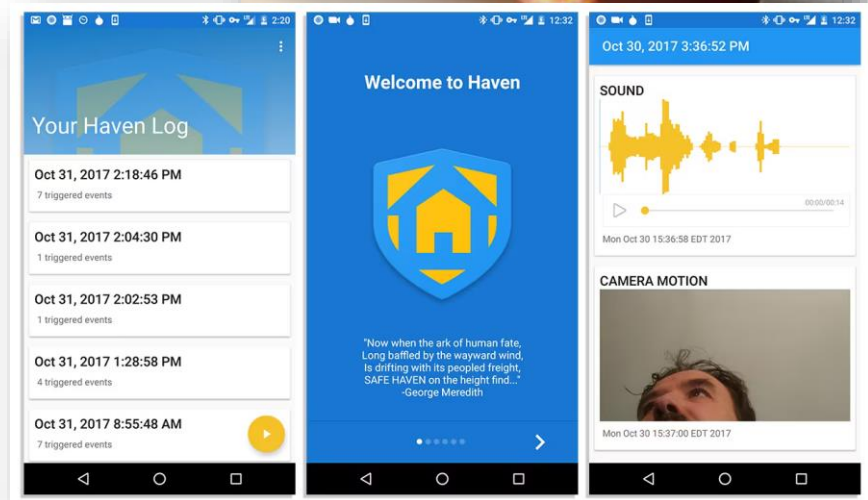 2:20
Your Haven Log
Oct 31, 2017 2:18:46 PM
7 triggered events
Oct 31, 2017 2:04:30 PM
1 triggered events
Oct 31, 2017 2:02:53 PM
1 triggered events
Oct 31, 2017 1:28:58 PM
4 triggered events
Oct 31, 2017 8:55:48 AM
7 triggered events
12:32
Welcome to Haven
"Now when the ark of human fate,
Long baffled by the wayward wind,
Is drifting with its peopled freight,
SAFE HAVEN on the height find..."
-George Meredith
12:32
Oct 30, 2017 3:36:52 PM
SOUND
00:00/00:14
Mon Oct 30 15:36:58 EDT 2017
CAMERA MOTION
Mon Oct 30 15:37:00 EDT 2017